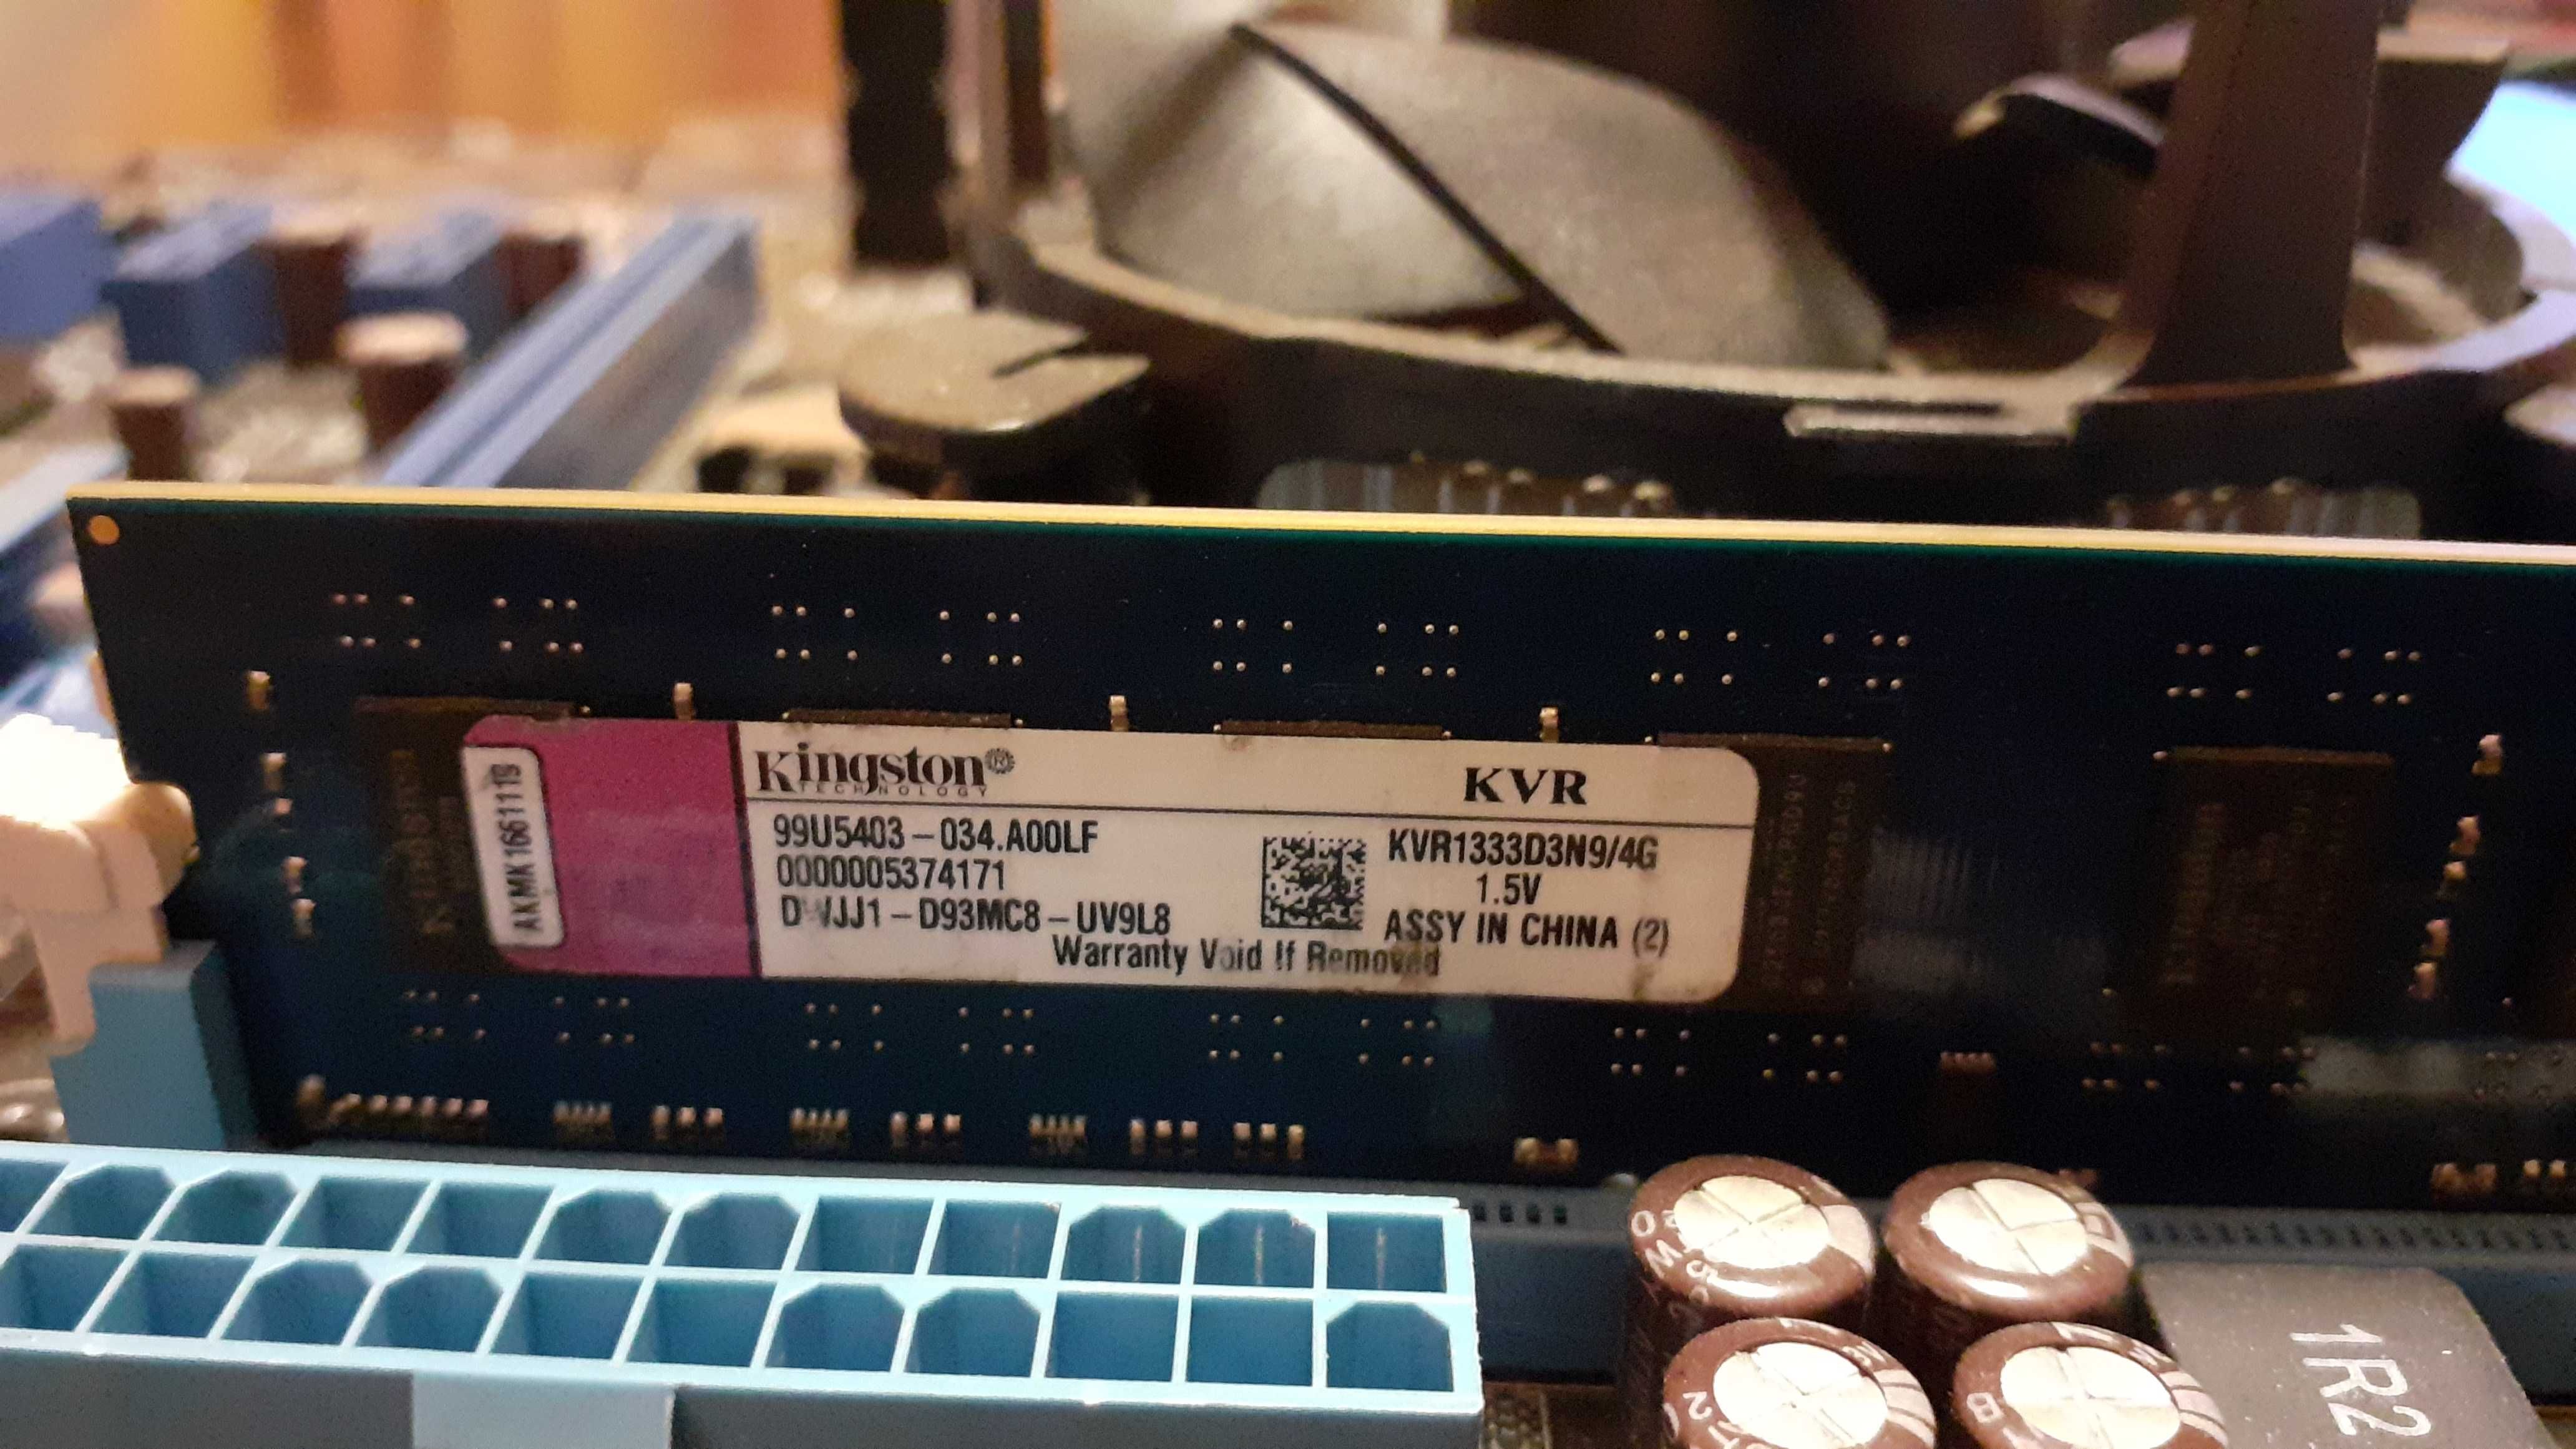 Kingston®
TECHNOLOGY
KVR
AKMK1661119
99U5403-034.A00LF
0000005374171
D93MC8-UV9L8
KVR1333D3N9/4G
1.5V
ASSY IN CHINA (2)
Warranty Void If Removed
1R2